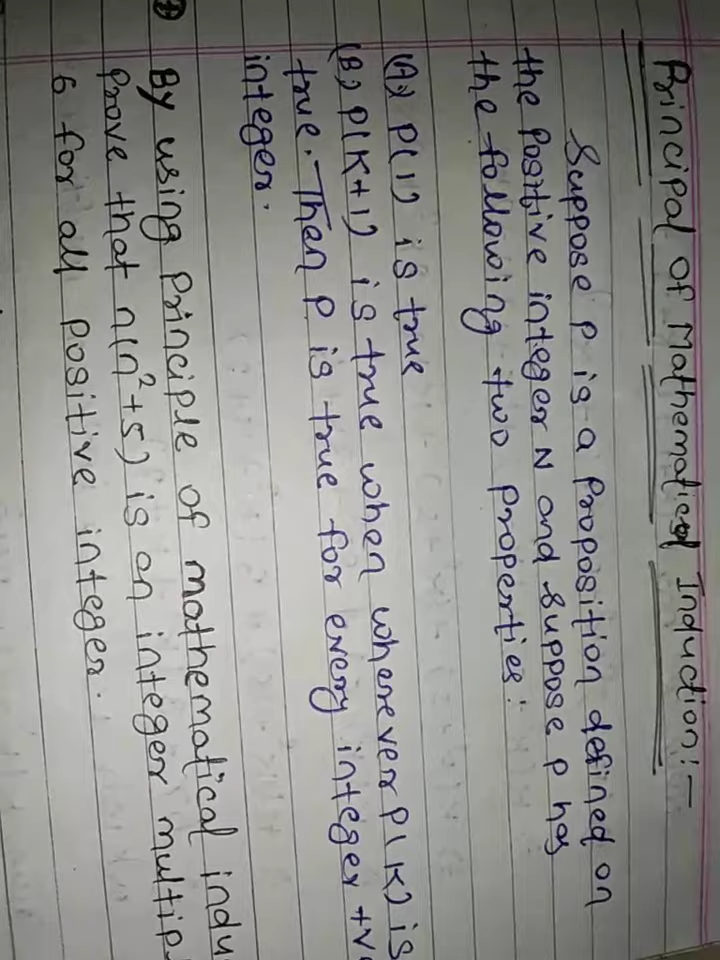 Principal of Mathematical Induction:-
Suppose P is a Proposition defined on
the Positive integer N and suppose P has
the following two properties:
(A) P(1) is true
(B) P(K+1) is true when whenever P(K) is
true. Then P is true for every integer +ve
integer.
By using Principle of mathematical indu
Prove that n(n²+5) is an integer multip
6 for all positive integer.